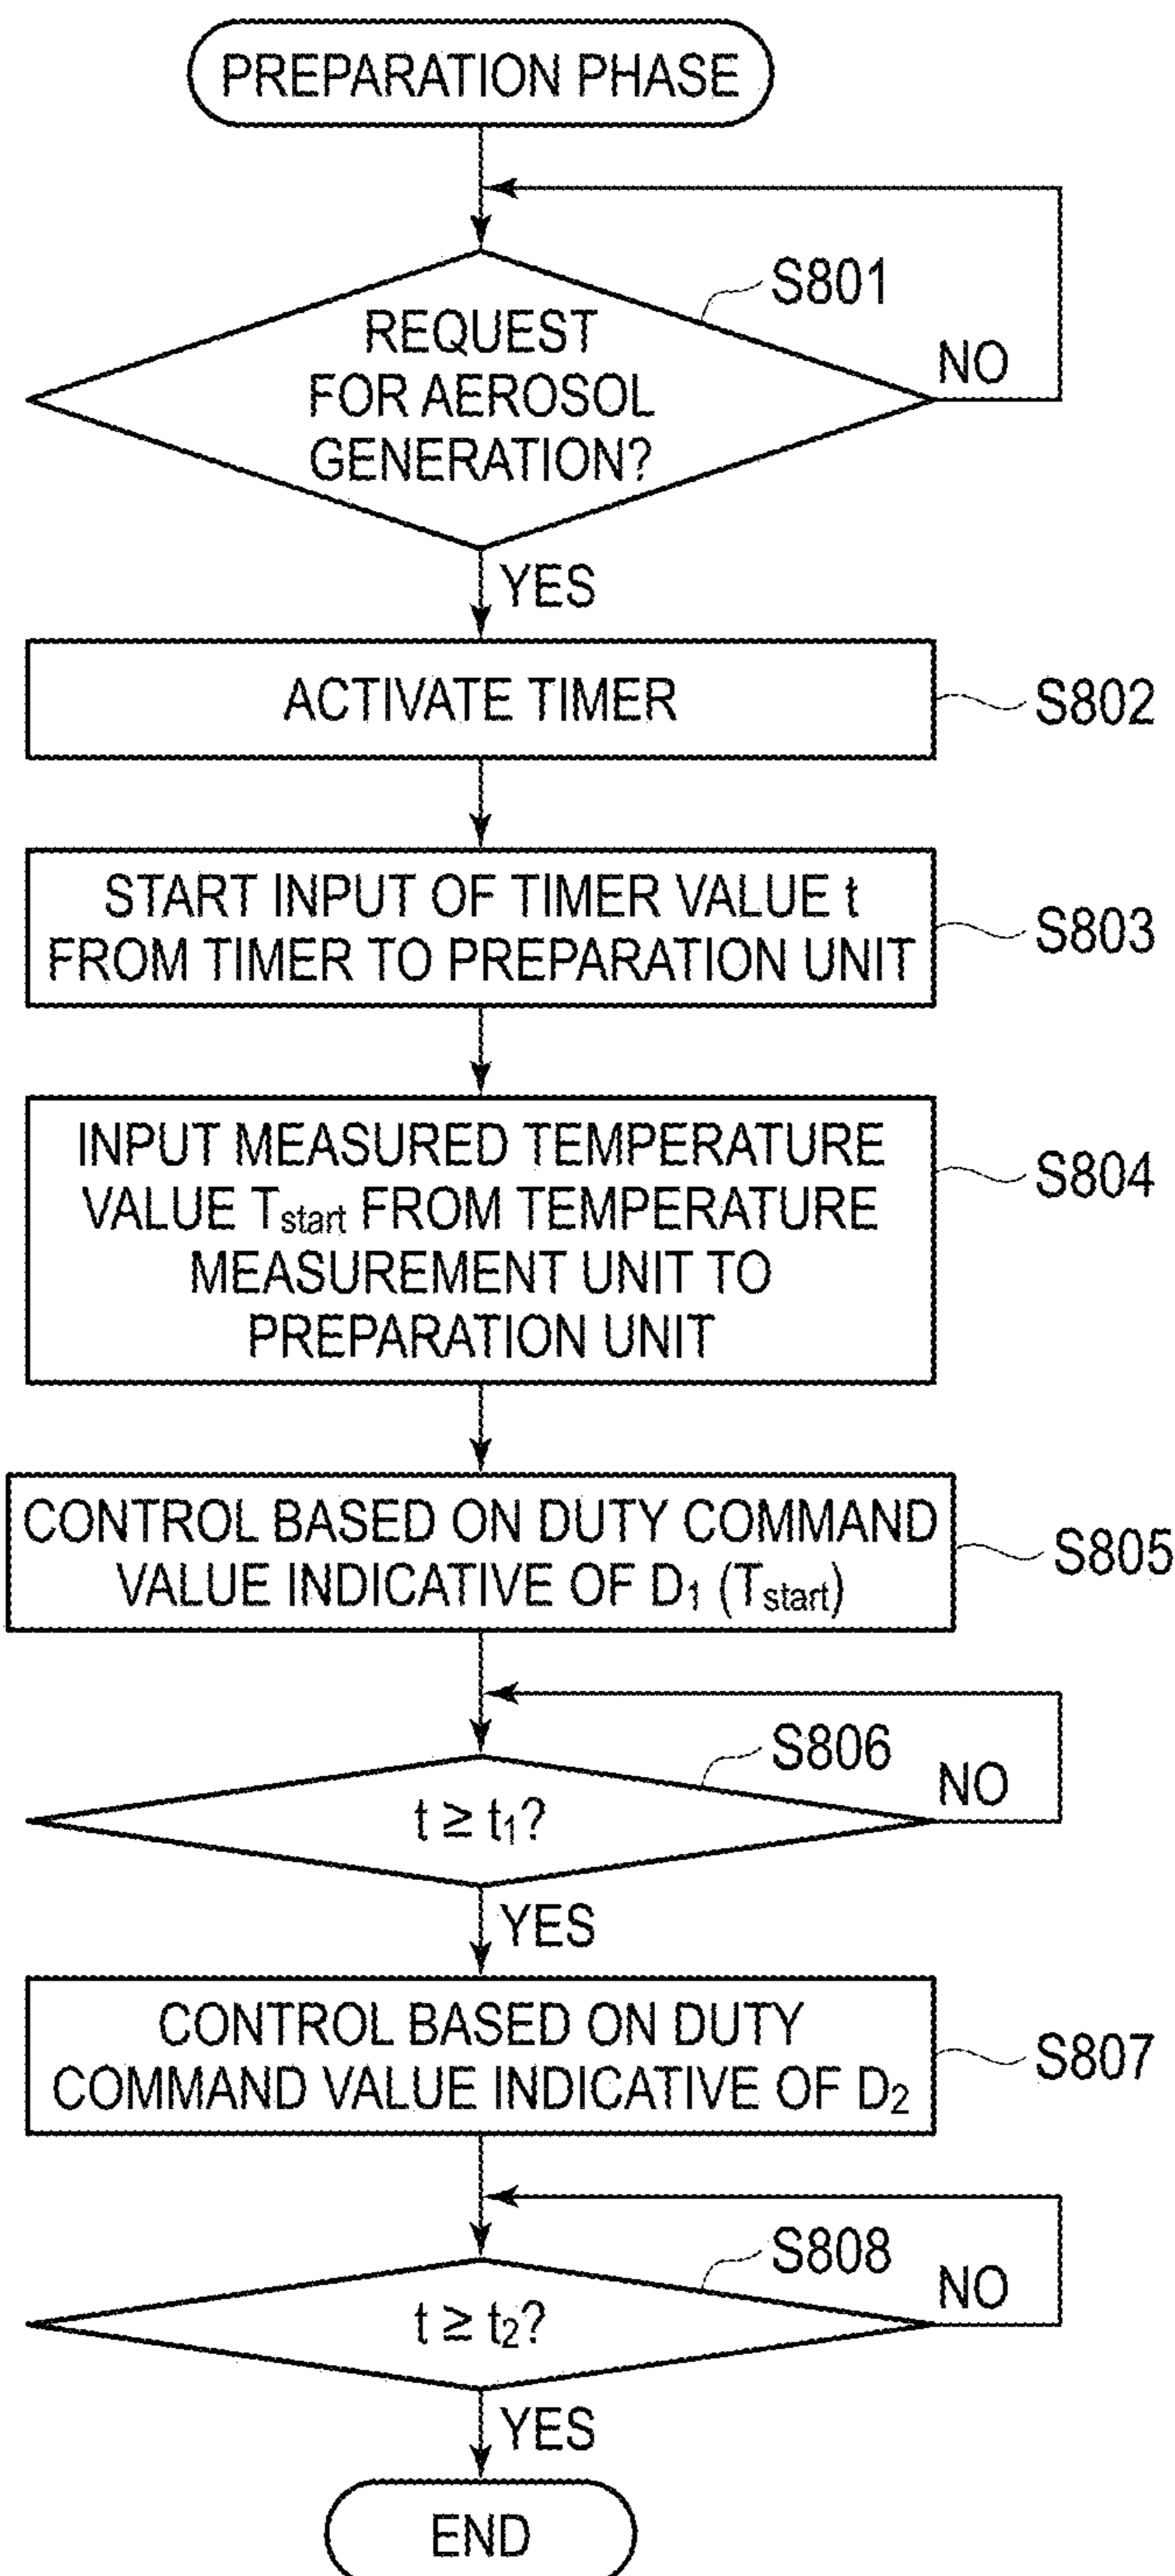 PREPARATION PHASE
S801
REQUEST
FOR AEROSOL
GENERATION?
NO
YES
ACTIVATE TIMER
S802
START INPUT OF TIMER VALUE t
FROM TIMER TO PREPARATION UNIT
S803
INPUT MEASURED TEMPERATURE
VALUE Tstart FROM TEMPERATURE
MEASUREMENT UNIT TO
PREPARATION UNIT
S804
CONTROL BASED ON DUTY COMMAND
VALUE INDICATIVE OF D1 (Tstart)
S805
S806
t ≥ t1?
NO
YES
CONTROL BASED ON DUTY
COMMAND VALUE INDICATIVE OF D2
S807
S808
t ≥ t2?
NO
YES
END